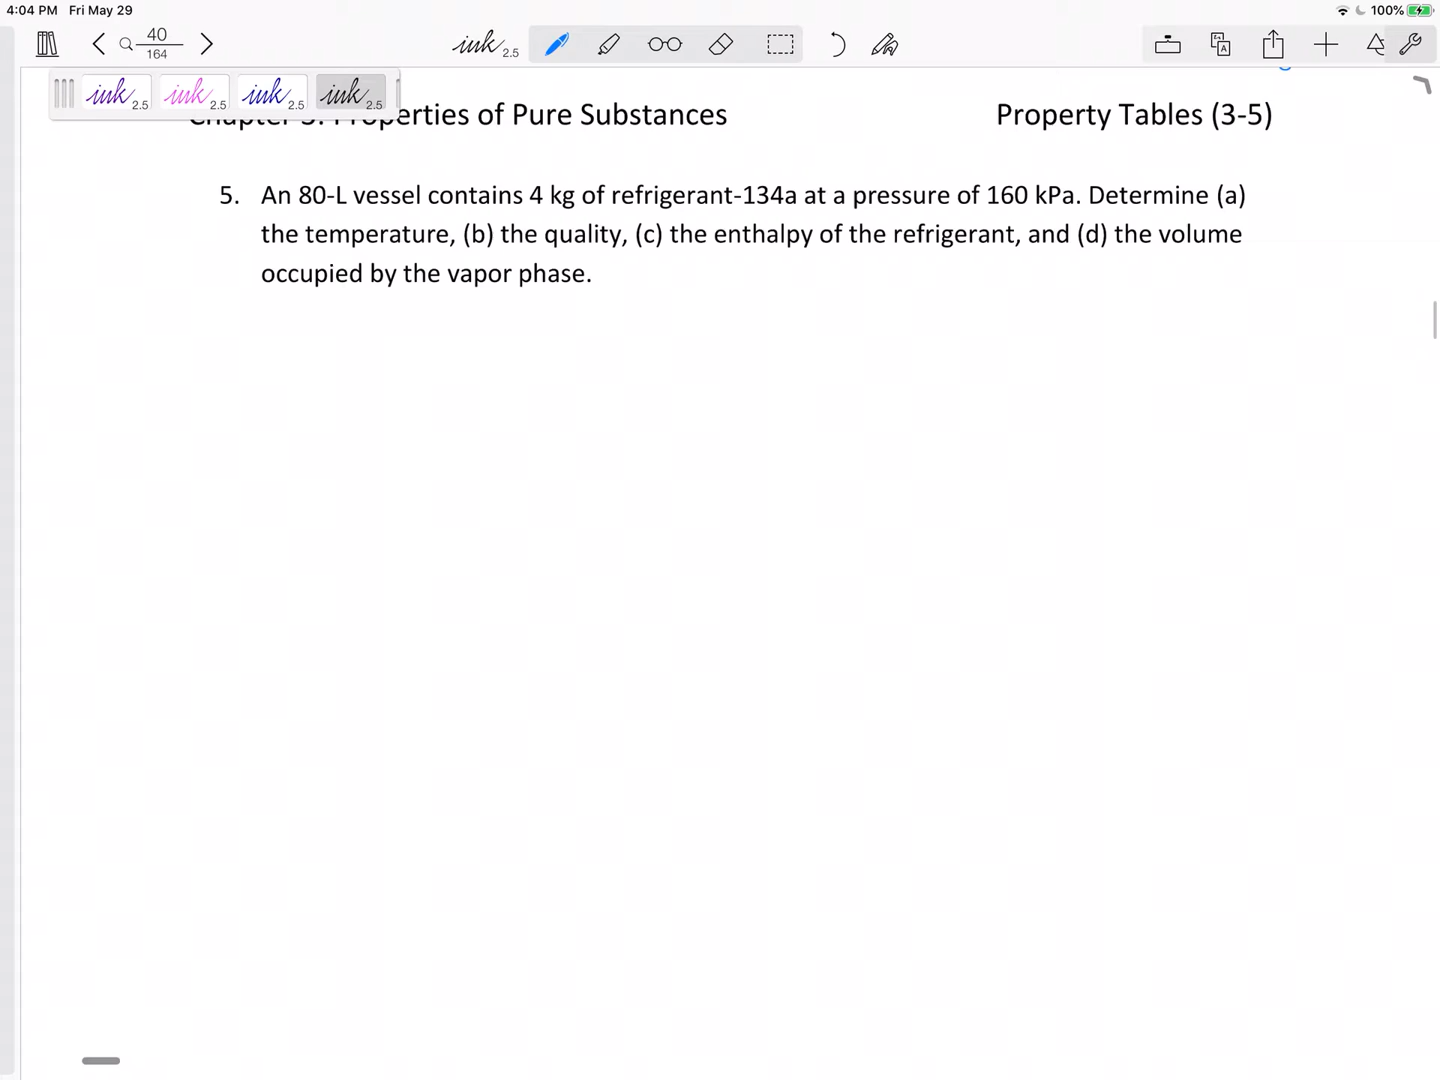 4:04 PM Fri May 29
100%
40
164
ink 2.5
ink 2.5 ink 2.5 ink 2.5 ink 2.5
Chapter 3: Properties of Pure Substances Property Tables (3-5)
5. An 80-L vessel contains 4 kg of refrigerant-134a at a pressure of 160 kPa. Determine (a)
the temperature, (b) the quality, (c) the enthalpy of the refrigerant, and (d) the volume
occupied by the vapor phase.